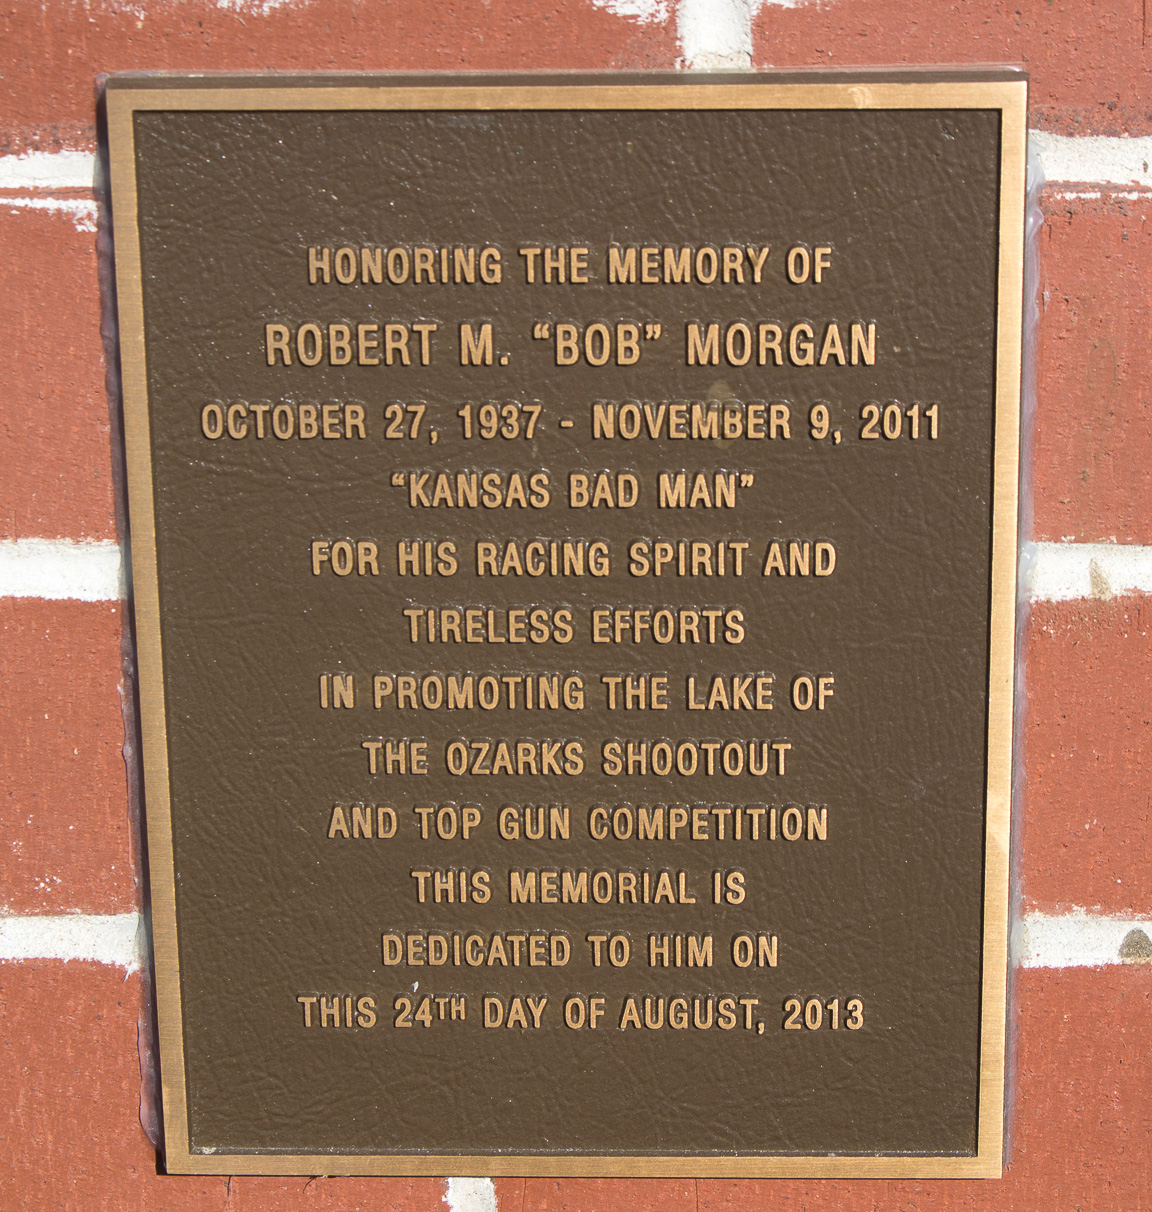 HONORING THE MEMORY OF
ROBERT M. “BOB” MORGAN
OCTOBER 27, 1937 - NOVEMBER 9, 2011
“KANSAS BAD MAN”
FOR HIS RACING SPIRIT AND
TIRELESS EFFORTS
IN PROMOTING THE LAKE OF
THE OZARKS SHOOTOUT
AND TOP GUN COMPETITION
THIS MEMORIAL IS
DEDICATED TO HIM ON
THIS 24TH DAY OF AUGUST, 2013